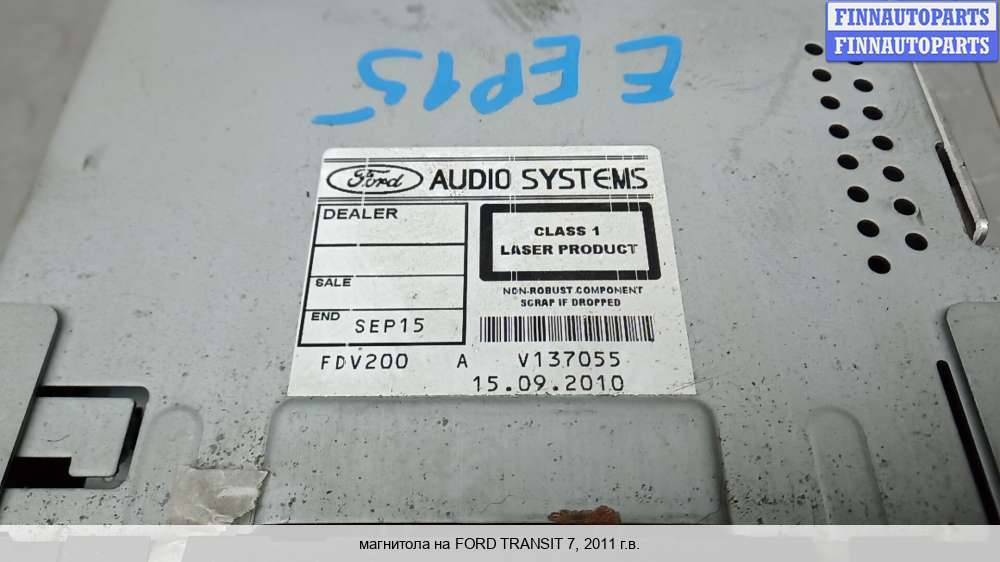 FINNAUTOPARTS
FINNAUTOPARTS
E EP15
Ford AUDIO SYSTEMS
DEALER
CLASS 1
LASER PRODUCT
SALE
NON-ROBUST COMPONENT
SCRAP IF DROPPED
END SEP15
FDV200 A V137055
15.09.2010
магнитола на FORD TRANSIT 7, 2011 г.в.